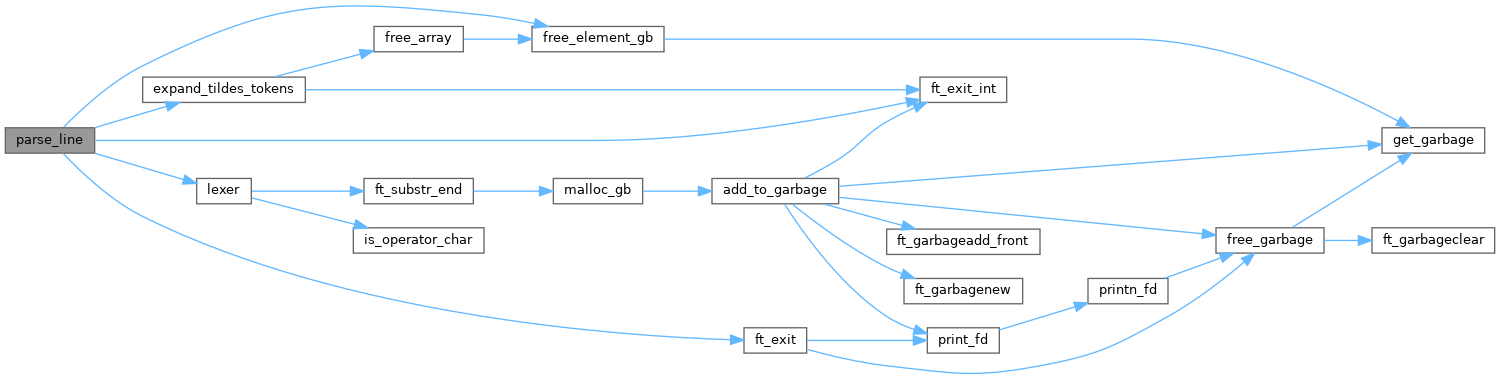 free_array
free_element_gb
expand_tildes_tokens
ft_exit_int
parse_line
get_garbage
lexer
ft_substr_end
malloc_gb
add_to_garbage
is_operator_char
ft_garbageadd_front
free_garbage
ft_garbageclear
ft_garbagenew
printn_fd
ft_exit
print_fd